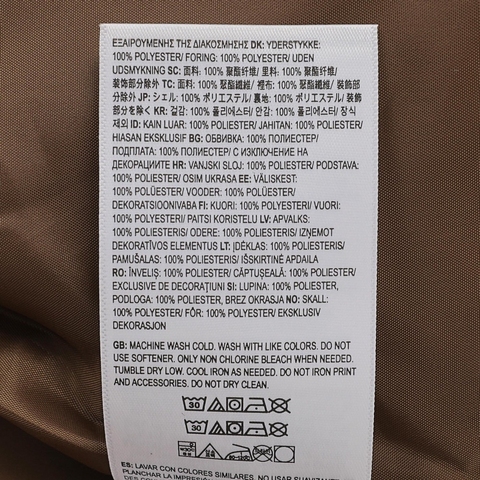 ΕΞΑΙΡΟΥΜΕΝΗΣ ΤΗΣ ΔΙΑΚΟΣΜΗΣΗΣ DK: YDERSTYKKE:
100% POLYESTER/ FORING: 100% POLYESTER/ UDEN
UDSMYKNING SC: 面料: 100% 聚酯纤维/ 里料: 100% 聚酯纤维/
装饰部分除外 TC: 面料: 100% 聚酯纖維/ 裡布: 100% 聚酯纖維/ 裝飾部
分除外 JP: シェル: 100% ポリエステル/ 裏地: 100% ポリエステル/ 装飾
部分を除く KR: 겉감: 100% 폴리에스터/ 안감: 100% 폴리에스터/ 장식
제외 ID: KAIN LUAR: 100% POLIESTER/ JAHITAN: 100% POLIESTER/
HIASAN EKSKLUSIF BG: ОБВИВКА: 100% ПОЛИЕСТЕР/
ПОДПЛАТА: 100% ПОЛИЕСТЕР/ С ИЗКЛЮЧЕНИЕ НА
ДЕКОРАЦИИТЕ HR: VANJSKI SLOJ: 100% POLIESTER/ PODSTAVA:
100% POLIESTER/ OSIM UKRASA EE: VÄLISKEST:
100% POLÜESTER/ VOODER: 100% POLÜESTER/
DEKORATSIOONIVABA FI: KUORI: 100% POLYESTERI/ VUORI:
100% POLYESTERI/ PAITSI KORISTELU LV: APVALKS:
100% POLIESTERIS/ ODERE: 100% POLIESTERIS/ IZŅEMOT
DEKORATĪVOS ELEMENTUS LT: ĮDĖKLAS: 100% POLIESTERIS/
PAMUŠALAS: 100% POLIESTERIS/ IŠSKIRTINĖ APDAILA
RO: ÎNVELIȘ: 100% POLIESTER/ CĂPTUȘEALĂ: 100% POLIESTER/
EXCLUSIVE DE DECORAŢIUNI SI: LUPINA: 100% POLIESTER,
PODLOGA: 100% POLIESTER, BREZ OKRASJA NO: SKALL:
100% POLYESTER/ FÔR: 100% POLYESTER/ EKSKLUSIV
DEKORASJON
GB: MACHINE WASH COLD. WASH WITH LIKE COLORS. DO NOT
USE SOFTENER. ONLY NON CHLORINE BLEACH WHEN NEEDED.
TUMBLE DRY LOW. COOL IRON AS NEEDED. DO NOT IRON PRINT
AND ACCESSORIES. DO NOT DRY CLEAN.
30
30
ES: LAVAR CON COLORES SIMILARES. NO USAR SUAVIZANTE.